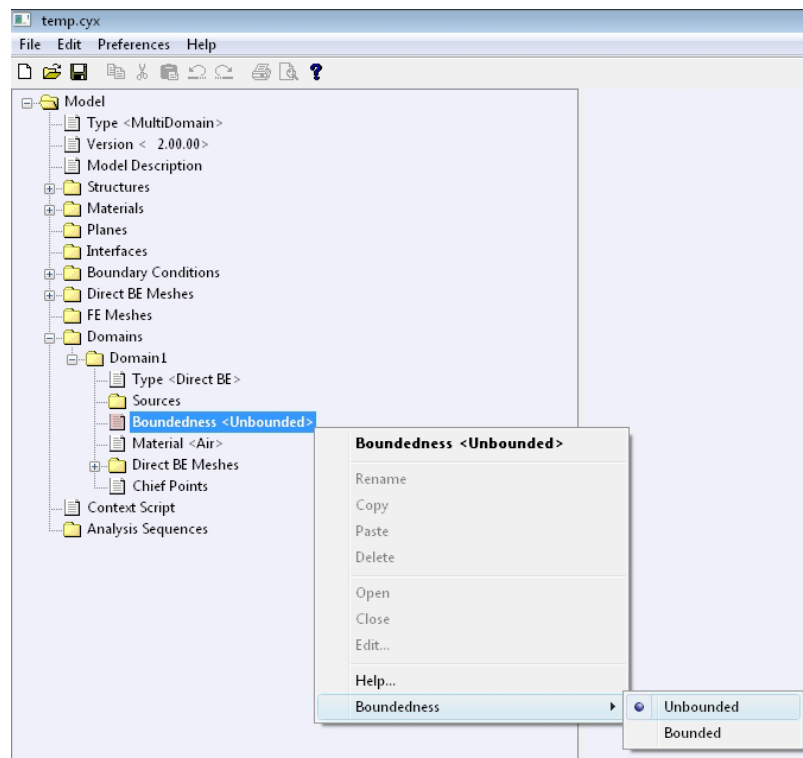 temp.cyx
File Edit Preferences Help
Model
Type <MultiDomain>
Version < 2.00.00>
Model Description
Structures
Materials
Planes
Interfaces
Boundary Conditions
Direct BE Meshes
FE Meshes
Domains
Domain1
Type <Direct BE>
Sources
Boundedness <Unbounded>
Material <Air>
Direct BE Meshes
Chief Points
Context Script
Analysis Sequences
Boundedness <Unbounded>
Rename
Copy
Paste
Delete
Open
Close
Edit...
Help...
Boundedness
Unbounded
Bounded